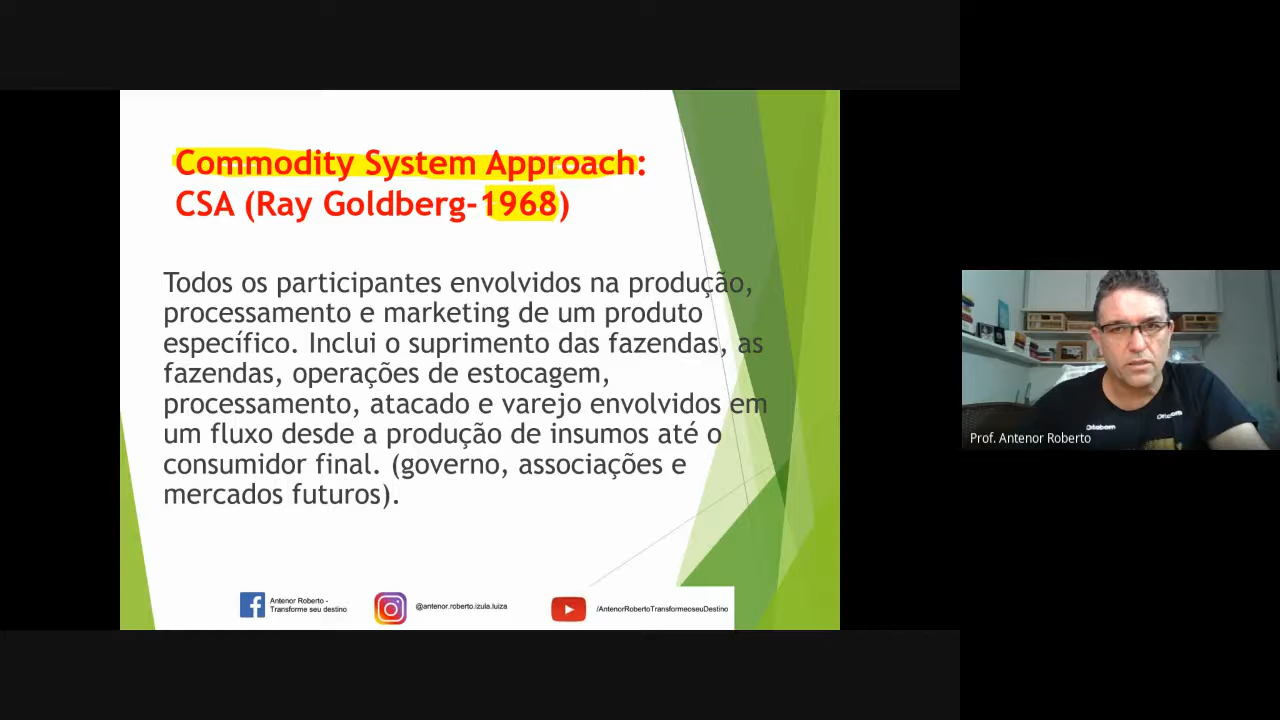 Commodity System Approach:
CSA (Ray Goldberg-1968)
Todos os participantes envolvidos na produção,
processamento e marketing de um produto
específico. Inclui o suprimento das fazendas, as
fazendas, operações de estocagem,
processamento, atacado e varejo envolvidos em
um fluxo desde a produção de insumos até o
consumidor final. (governo, associações e
mercados futuros).
Antenor Roberto -
Transforme seu destino
@antenor.roberto.izula.luiza
/AntenorRobertoTransformeoseuDestino
Prof. Antenor Roberto